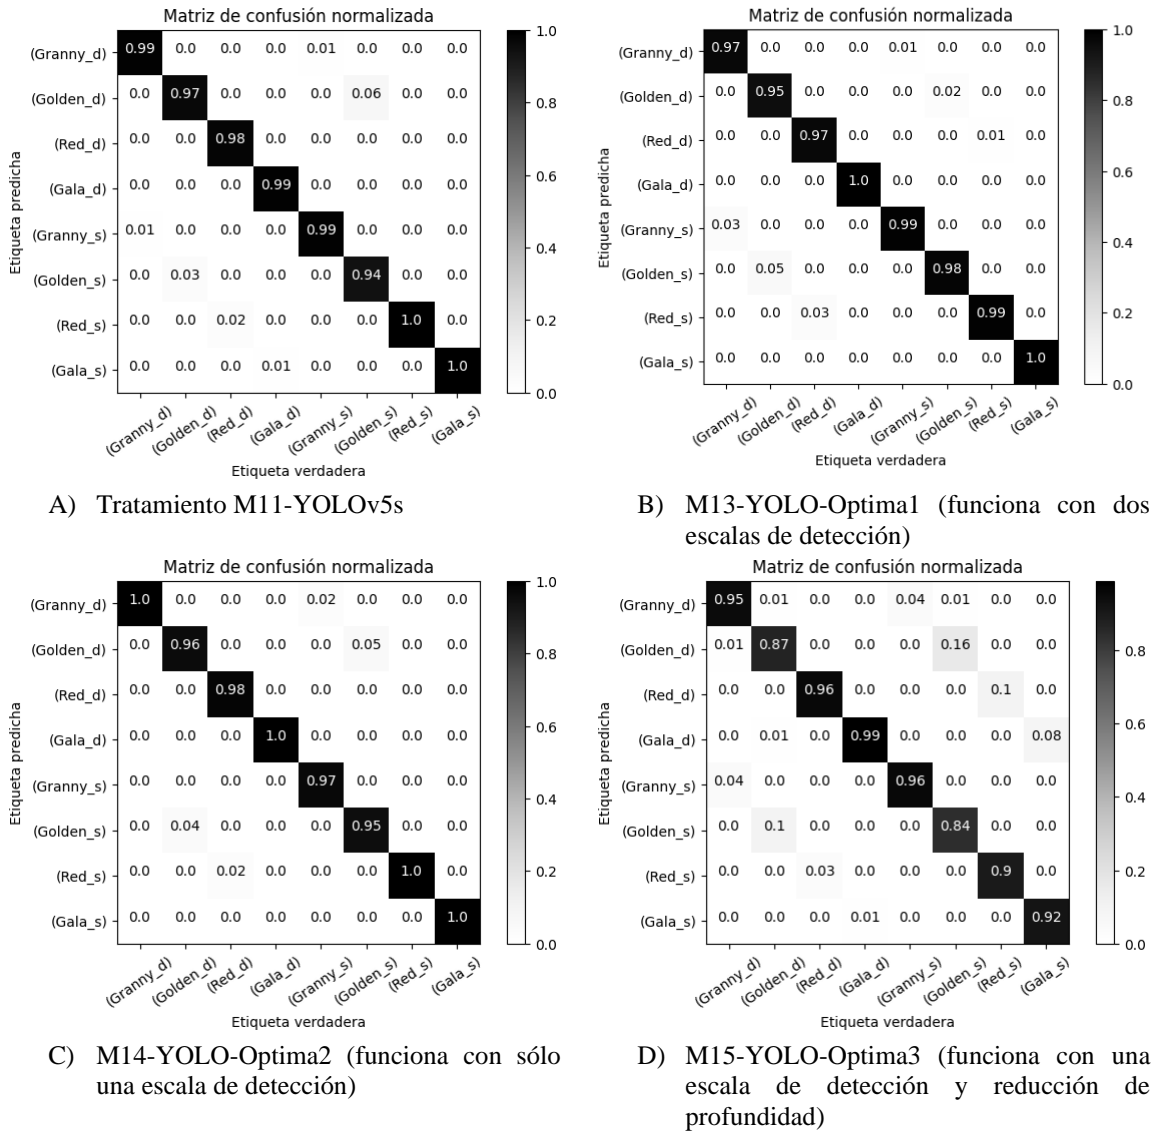 Matriz de confusión normalizada
(Granny_d) 0.99 0.0 0.0 0.0 0.01 0.0 0.0 0.0
(Golden_d) 0.0 0.97 0.0 0.0 0.0 0.06 0.0 0.0
(Red_d) 0.0 0.0 0.98 0.0 0.0 0.0 0.0 0.0
(Gala_d) 0.0 0.0 0.0 0.99 0.0 0.0 0.0 0.0
(Granny_s) 0.01 0.0 0.0 0.0 0.99 0.0 0.0 0.0
(Golden_s) 0.0 0.03 0.0 0.0 0.0 0.94 0.0 0.0
(Red_s) 0.0 0.0 0.02 0.0 0.0 0.0 1.0 0.0
(Gala_s) 0.0 0.0 0.0 0.01 0.0 0.0 0.0 1.0
Etiqueta predicha
(Granny_d) (Golden_d) (Red_d) (Gala_d) (Granny_s) (Golden_s) (Red_s) (Gala_s)
Etiqueta verdadera
1.0
0.8
0.6
0.4
0.2
0.0
A) Tratamiento M11-YOLOv5s
Matriz de confusión normalizada
(Granny_d) 0.97 0.0 0.0 0.0 0.01 0.0 0.0 0.0
(Golden_d) 0.0 0.95 0.0 0.0 0.0 0.02 0.0 0.0
(Red_d) 0.0 0.0 0.97 0.0 0.0 0.0 0.01 0.0
(Gala_d) 0.0 0.0 0.0 1.0 0.0 0.0 0.0 0.0
(Granny_s) 0.03 0.0 0.0 0.0 0.99 0.0 0.0 0.0
(Golden_s) 0.0 0.05 0.0 0.0 0.0 0.98 0.0 0.0
(Red_s) 0.0 0.0 0.03 0.0 0.0 0.0 0.99 0.0
(Gala_s) 0.0 0.0 0.0 0.0 0.0 0.0 0.0 1.0
Etiqueta predicha
(Granny_d) (Golden_d) (Red_d) (Gala_d) (Granny_s) (Golden_s) (Red_s) (Gala_s)
Etiqueta verdadera
1.0
0.8
0.6
0.4
0.2
0.0
B) M13-YOLO-Optima1 (funciona con dos
escalas de detección)
Matriz de confusión normalizada
(Granny_d) 1.0 0.0 0.0 0.0 0.02 0.0 0.0 0.0
(Golden_d) 0.0 0.96 0.0 0.0 0.0 0.05 0.0 0.0
(Red_d) 0.0 0.0 0.98 0.0 0.0 0.0 0.0 0.0
(Gala_d) 0.0 0.0 0.0 1.0 0.0 0.0 0.0 0.0
(Granny_s) 0.0 0.0 0.0 0.0 0.97 0.0 0.0 0.0
(Golden_s) 0.0 0.04 0.0 0.0 0.0 0.95 0.0 0.0
(Red_s) 0.0 0.0 0.02 0.0 0.0 0.0 1.0 0.0
(Gala_s) 0.0 0.0 0.0 0.0 0.0 0.0 0.0 1.0
Etiqueta predicha
(Granny_d) (Golden_d) (Red_d) (Gala_d) (Granny_s) (Golden_s) (Red_s) (Gala_s)
Etiqueta verdadera
1.0
0.8
0.6
0.4
0.2
0.0
C) M14-YOLO-Optima2 (funciona con sólo
una escala de detección)
Matriz de confusión normalizada
(Granny_d) 0.95 0.01 0.0 0.0 0.04 0.01 0.0 0.0
(Golden_d) 0.01 0.87 0.0 0.0 0.0 0.16 0.0 0.0
(Red_d) 0.0 0.0 0.96 0.0 0.0 0.0 0.1 0.0
(Gala_d) 0.0 0.01 0.0 0.99 0.0 0.0 0.0 0.08
(Granny_s) 0.04 0.0 0.0 0.0 0.96 0.0 0.0 0.0
(Golden_s) 0.0 0.1 0.0 0.0 0.0 0.84 0.0 0.0
(Red_s) 0.0 0.0 0.03 0.0 0.0 0.0 0.9 0.0
(Gala_s) 0.0 0.0 0.0 0.01 0.0 0.0 0.0 0.92
Etiqueta predicha
(Granny_d) (Golden_d) (Red_d) (Gala_d) (Granny_s) (Golden_s) (Red_s) (Gala_s)
Etiqueta verdadera
0.8
0.6
0.4
0.2
0.0
D) M15-YOLO-Optima3 (funciona con una
escala de detección y reducción de
profundidad)